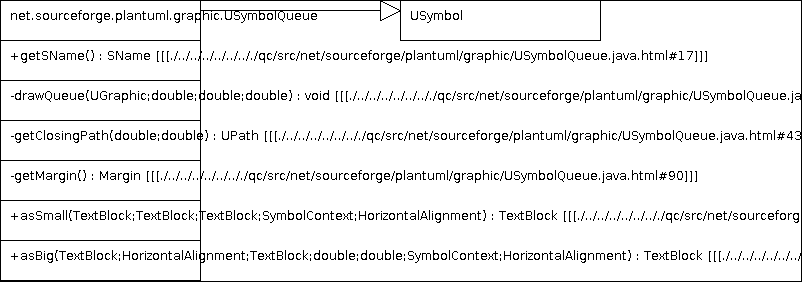 net.sourceforge.plantuml.graphic.USymbolQueue
USymbol
+getSName() : SName [[[./../../../../../../../qc/src/net/sourceforge/plantuml/graphic/USymbolQueue.java.html#17]]]
-drawQueue(UGraphic;double;double;double) : void [[[./../../../../../../../qc/src/net/sourceforge/plantuml/graphic/USymbolQueue.ja
-getClosingPath(double;double) : UPath [[[./../../../../../../../qc/src/net/sourceforge/plantuml/graphic/USymbolQueue.java.html#43
-getMargin() : Margin [[[./../../../../../../../qc/src/net/sourceforge/plantuml/graphic/USymbolQueue.java.html#90]]]
+asSmall(TextBlock;TextBlock;TextBlock;SymbolContext;HorizontalAlignment) : TextBlock [[[./../../../../../../../qc/src/net/sourceforg
+asBig(TextBlock;HorizontalAlignment;TextBlock;double;double;SymbolContext;HorizontalAlignment) : TextBlock [[[./../../../../../../